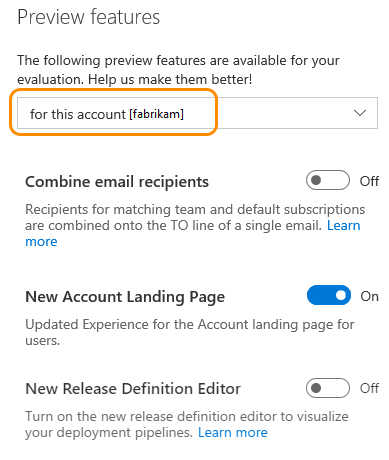 Preview features
The following preview features are available for your
evaluation. Help us make them better!
for this account [fabrikam]
Combine email recipients
Off
Recipients for matching team and default subscriptions
are combined onto the TO line of a single email. Learn
more
New Account Landing Page
On
Updated Experience for the Account landing page for
users.
New Release Definition Editor
Off
Turn on the new release definition editor to visualize
your deployment pipelines. Learn more